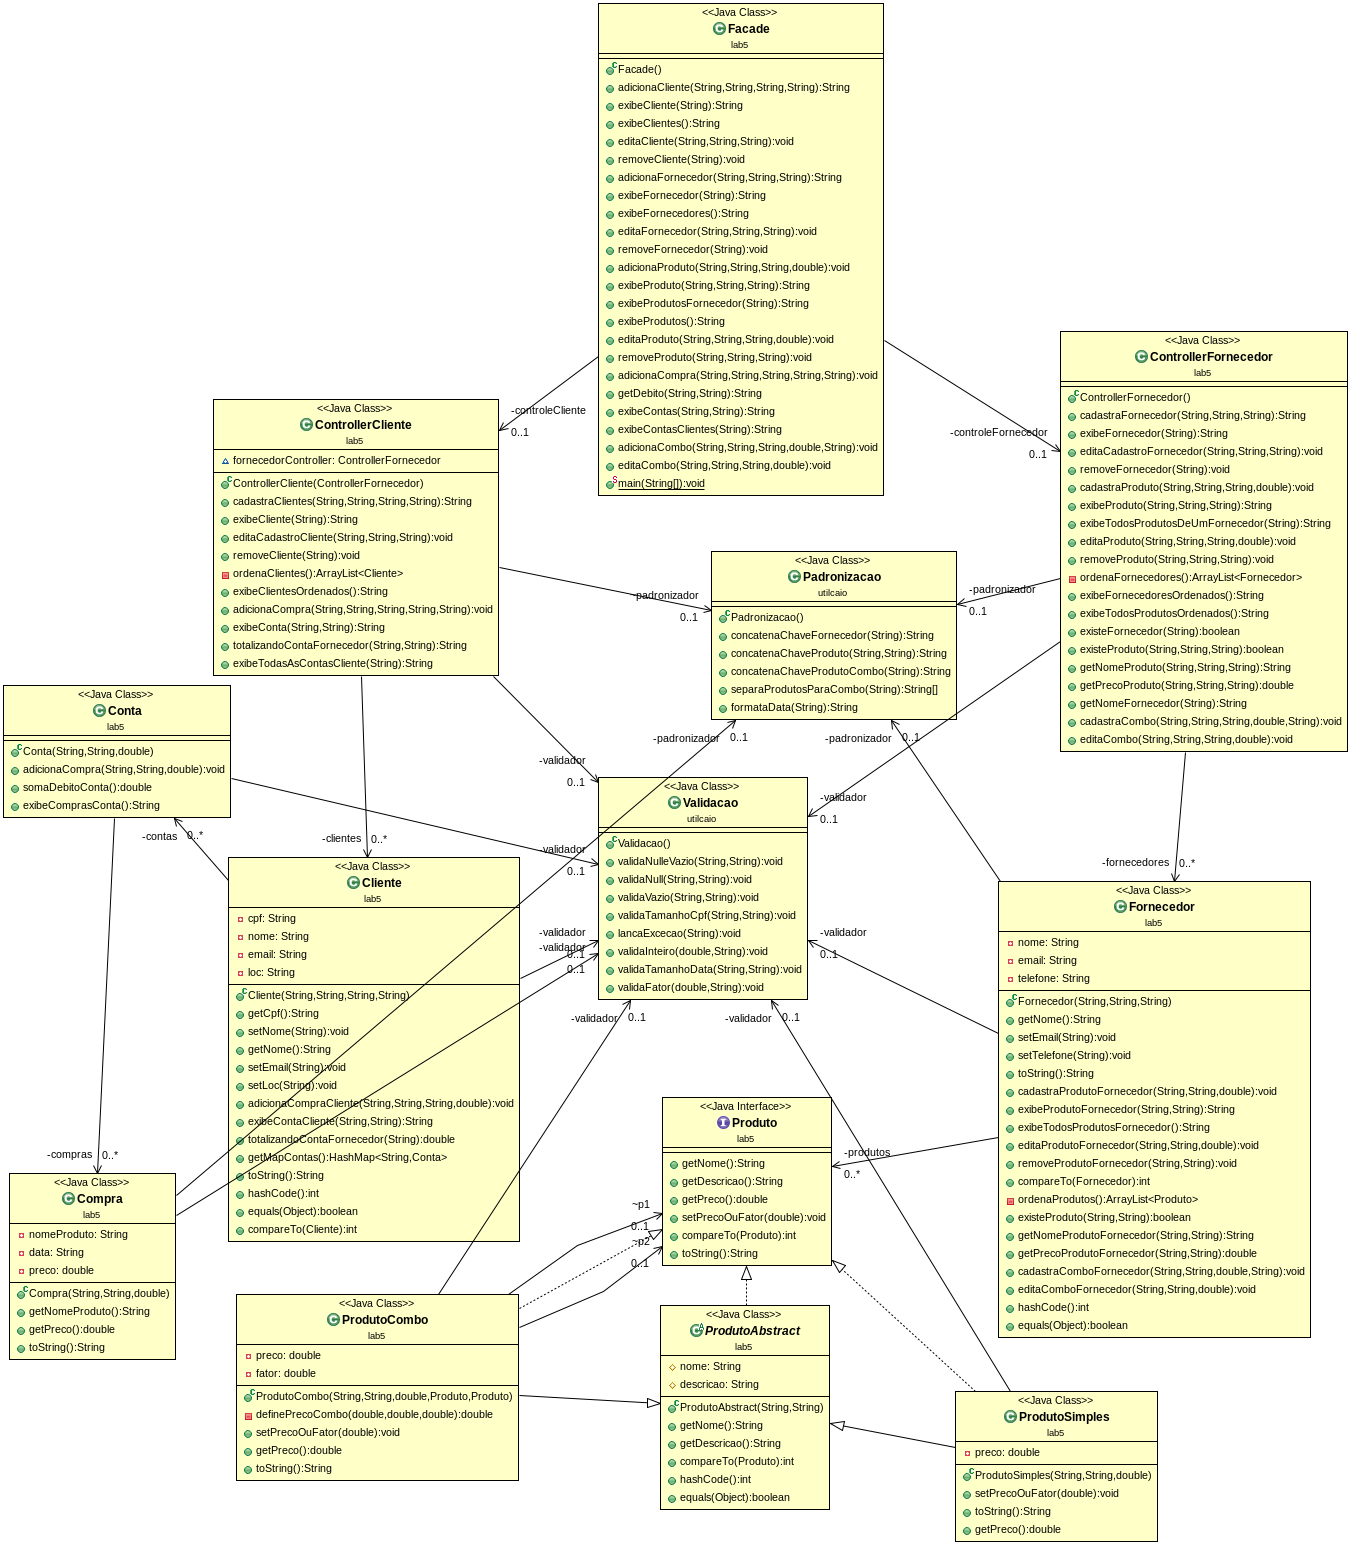 <<Java Class>>
Facade
lab5
Facade()
adicionaCliente(String,String,String,String):String
exibeCliente(String):String
exibeClientes():String
editaCliente(String,String,String):void
removeCliente(String):void
adicionaFornecedor(String,String,String):String
exibeFornecedor(String):String
exibeFornecedores():String
editaFornecedor(String,String,String):void
removeFornecedor(String):void
adicionaProduto(String,String,String,double):void
exibeProduto(String,String,String):String
exibeProdutosFornecedor(String):String
exibeProdutos():String
editaProduto(String,String,String,double):void
removeProduto(String,String,String):void
adicionaCompra(String,String,String,String,String):void
getDebito(String,String):String
exibeContas(String,String):String
exibeContasClientes(String):String
adicionaCombo(String,String,String,double,String):void
editaCombo(String,String,String,double):void
main(String[]):void
-controleCliente
0..1
-controleFornecedor
0..1
<<Java Class>>
ControllerFornecedor
lab5
ControllerFornecedor()
cadastraFornecedor(String,String,String):String
exibeFornecedor(String):String
editaCadastroFornecedor(String,String,String):void
removeFornecedor(String):void
cadastraProduto(String,String,String,double):void
exibeProduto(String,String,String):String
exibeTodosProdutosDeUmFornecedor(String):String
editaProduto(String,String,String,double):void
removeProduto(String,String,String):void
ordenaFornecedores():ArrayList<Fornecedor>
exibeFornecedoresOrdenados():String
exibeTodosProdutosOrdenados():String
existeFornecedor(String):boolean
existeProduto(String,String,String):boolean
getNomeProduto(String,String,String):String
getPrecoProduto(String,String,String):double
getNomeFornecedor(String):String
cadastraCombo(String,String,String,double,String):void
editaCombo(String,String,String,double):void
<<Java Class>>
ControllerCliente
lab5
fornecedorController: ControllerFornecedor
ControllerCliente(ControllerFornecedor)
cadastraClientes(String,String,String,String):String
exibeCliente(String):String
editaCadastroCliente(String,String,String):void
removeCliente(String):void
ordenaClientes():ArrayList<Cliente>
exibeClientesOrdenados():String
adicionaCompra(String,String,String,String,String):void
exibeConta(String,String):String
totalizandoContaFornecedor(String,String):String
exibeTodasAsContasCliente(String):String
-padronizador
0..1
-padronizador
0..1
<<Java Class>>
Padronizacao
utilcaio
Padronizacao()
concatenaChaveFornecedor(String):String
concatenaChaveProduto(String,String):String
concatenaChaveProdutoCombo(String):String
separaProdutosParaCombo(String):String[]
formataData(String):String
-padronizador
0..1
-padronizador
0..1
<<Java Class>>
Conta
lab5
Conta(String,String,double)
adicionaCompra(String,String,double):void
somaDebitoConta():double
exibeComprasConta():String
-contas
0..*
-clientes
0..*
-validador
0..1
-validador
0..1
-validador
0..1
-fornecedores
0..*
<<Java Class>>
Validacao
utilcaio
Validacao()
validaNulleVazio(String,String):void
validaNull(String,String):void
validaVazio(String,String):void
validaTamanhoCpf(String,String):void
lancaExcecao(String):void
validaInteiro(double,String):void
validaTamanhoData(String,String):void
validaFator(double,String):void
-validador
0..1
-validador
0..1
-validador
0..1
-validador
0..1
-validador
0..1
<<Java Class>>
Cliente
lab5
cpf: String
nome: String
email: String
loc: String
Cliente(String,String,String,String)
getCpf():String
setNome(String):void
getNome():String
setEmail(String):void
setLoc(String):void
adicionaCompraCliente(String,String,String,double):void
exibeContaCliente(String,String):String
totalizandoContaFornecedor(String):double
getMapContas():HashMap<String,Conta>
toString():String
hashCode():int
equals(Object):boolean
compareTo(Cliente):int
<<Java Class>>
Fornecedor
lab5
nome: String
email: String
telefone: String
Fornecedor(String,String,String)
getNome():String
setEmail(String):void
setTelefone(String):void
toString():String
cadastraProdutoFornecedor(String,String,double):void
exibeProdutoFornecedor(String,String):String
exibeTodosProdutosFornecedor():String
editaProdutoFornecedor(String,String,double):void
removeProdutoFornecedor(String,String):void
compareTo(Fornecedor):int
ordenaProdutos():ArrayList<Produto>
existeProduto(String,String):boolean
getNomeProdutoFornecedor(String,String):String
getPrecoProdutoFornecedor(String,String):double
cadastraComboFornecedor(String,String,double,String):void
editaComboFornecedor(String,String,double):void
hashCode():int
equals(Object):boolean
-compras
0..*
<<Java Class>>
Compra
lab5
nomeProduto: String
data: String
preco: double
Compra(String,String,double)
getNomeProduto():String
getPreco():double
toString():String
<<Java Interface>>
Produto
lab5
getNome():String
getDescricao():String
getPreco():double
setPrecoOuFator(double):void
compareTo(Produto):int
toString():String
-produtos
0..*
~p1
0..1
~p2
0..1
<<Java Class>>
ProdutoCombo
lab5
preco: double
fator: double
ProdutoCombo(String,String,double,Produto,Produto)
definePrecoCombo(double,double,double):double
setPrecoOuFator(double):void
getPreco():double
toString():String
<<Java Class>>
ProdutoAbstract
lab5
nome: String
descricao: String
ProdutoAbstract(String,String)
getNome():String
getDescricao():String
compareTo(Produto):int
hashCode():int
equals(Object):boolean
<<Java Class>>
ProdutoSimples
lab5
preco: double
ProdutoSimples(String,String,double)
setPrecoOuFator(double):void
toString():String
getPreco():double